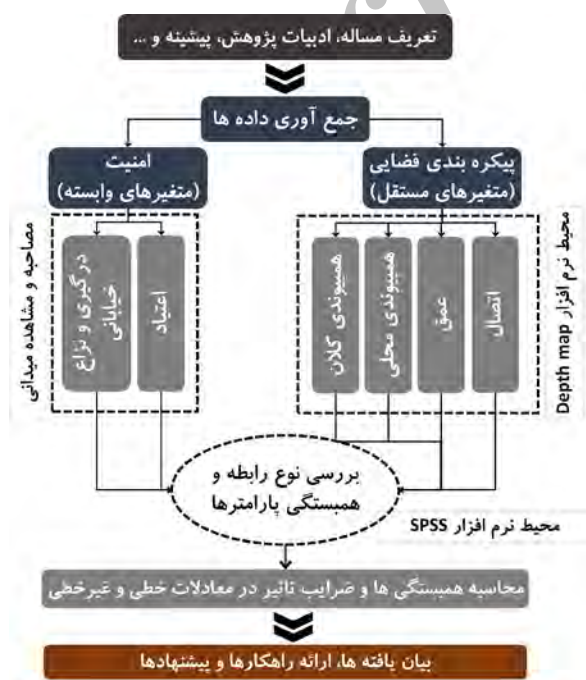 تعریف مساله، ادبیات پژوهش، پیشینه و ...
جمع آوری داده ها
پیکره بندی فضایی
(متغیرهای مستقل)
امنیت
(متغیرهای وابسته)
محیط نرم افزار Depth map
اتصال
عمق
همپیوندی محلی
همپیوندی کلان
اعتیاد
درگیری و نزاع
خیابانی
مصاحبه و مشاهده میدانی
بررسی نوع رابطه و
همبستگی پارامترها
محیط نرم افزار SPSS
محاسبه همبستگی ها و ضرایب تاثیر در معادلات خطی و غیرخطی
بیان یافته ها، ارائه راهکارها و پیشنهادها